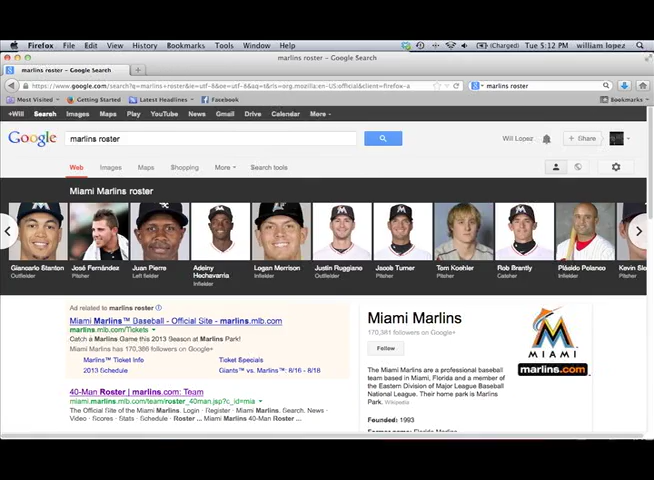 Firefox File Edit View History Bookmarks Tools Window Help (Charged) Tue 5:12 PM william lopez
marlins roster - Google Search
marlins roster - Google Search
www.google.com/search?q=marlins+roster&ie=utf-8&oe=utf-8&aq=t&rls=org.mozilla:en-US:official&client=firefox-a marlins roster
Most Visited Getting Started Latest Headlines Facebook Bookmarks
+Will Search Images Maps Play YouTube News Gmail Drive Calendar More
Google marlins roster Wil Lopez + Share
Web Images Maps Shopping More Search tools
Miami Marlins roster
Giancarlo Stanton José Fernández Juan Pierre Adeiny Hechavarria Logan Morrison Justin Ruggiano Jacob Turner Tom Koehler Rob Brantly Plácido Polanco Kevin
Outfielder Pitcher Left fielder Infielder Infielder Outfielder Pitcher Pitcher Catcher Infielder
Ad related to marlins roster
Miami Marlins™ Baseball - Official Site - marlins.mlb.com
marlins.mlb.com/Tickets
Catch a Marlins Game this 2013 Season at Marlins Park!
Miami Marlins has 170,386 followers on Google+
Marlins™ Ticket Info Ticket Specials
2013 Schedule Giants™ vs. Marlins™: 8/16 - 8/18
40-Man Roster | marlins.com: Team
miami.marlins.mlb.com/team/roster_40man.jsp?c_id=mia
The Official Site of the Miami Marlins. Login · Register · Miami Marlins. Search. News ·
Video · Scores · Stats · Schedule · Roster ... Miami Marlins 40-Man Roster ...
Miami Marlins
followers on Google+
Follow
The Miami Marlins are a professional baseball
team based in Miami, Florida and a member of the
Eastern Division of Major League Baseball
National League. Their home park is Marlins
Park. Wikipedia
Founded: 1993
Former name: Florida Marlins
MIAMI
marlins.com